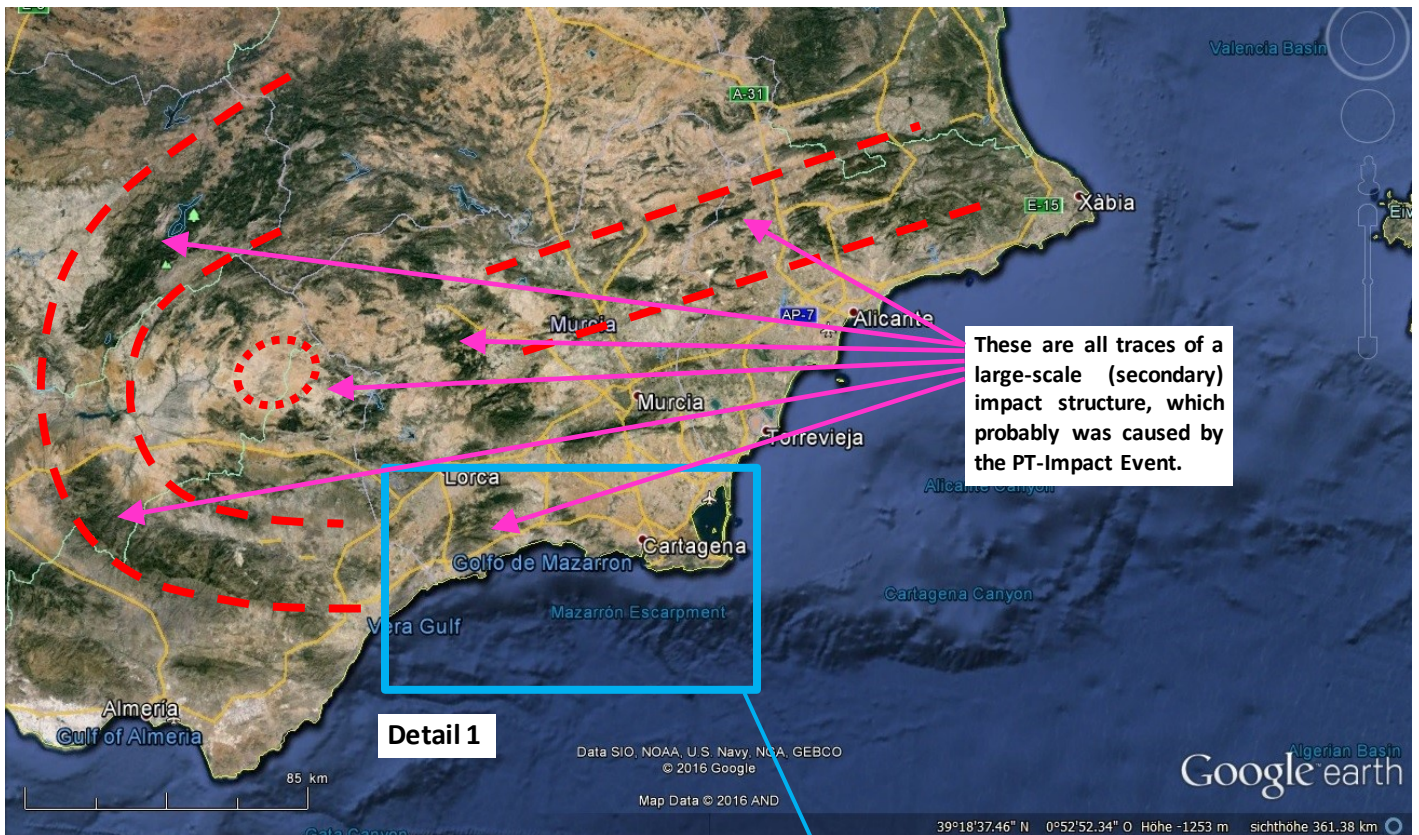 Valencia Basin
A-31
E-15
Xàbia
Eiv
AP-7
Alicante
Murcia
These are all traces of a
large-scale (secondary)
impact structure, which
probably was caused by
the PT-Impact Event.
Murcia
Torrevieja
Lorca
Alicante Canyon
Cartagena
Golfo de Mazarron
Cartagena Canyon
Mazarrón Escarpment
Vera Gulf
Almería
Gulf of Almeria
Detail 1
Data SIO, NOAA, U.S. Navy, NGA, GEBCO
© 2016 Google
Algerian Basin
Google earth
85 km
Map Data © 2016 AND
Gata Canyon
39°18'37.46" N 0°52'52.34" O Höhe -1253 m sichthöhe 361.38 km